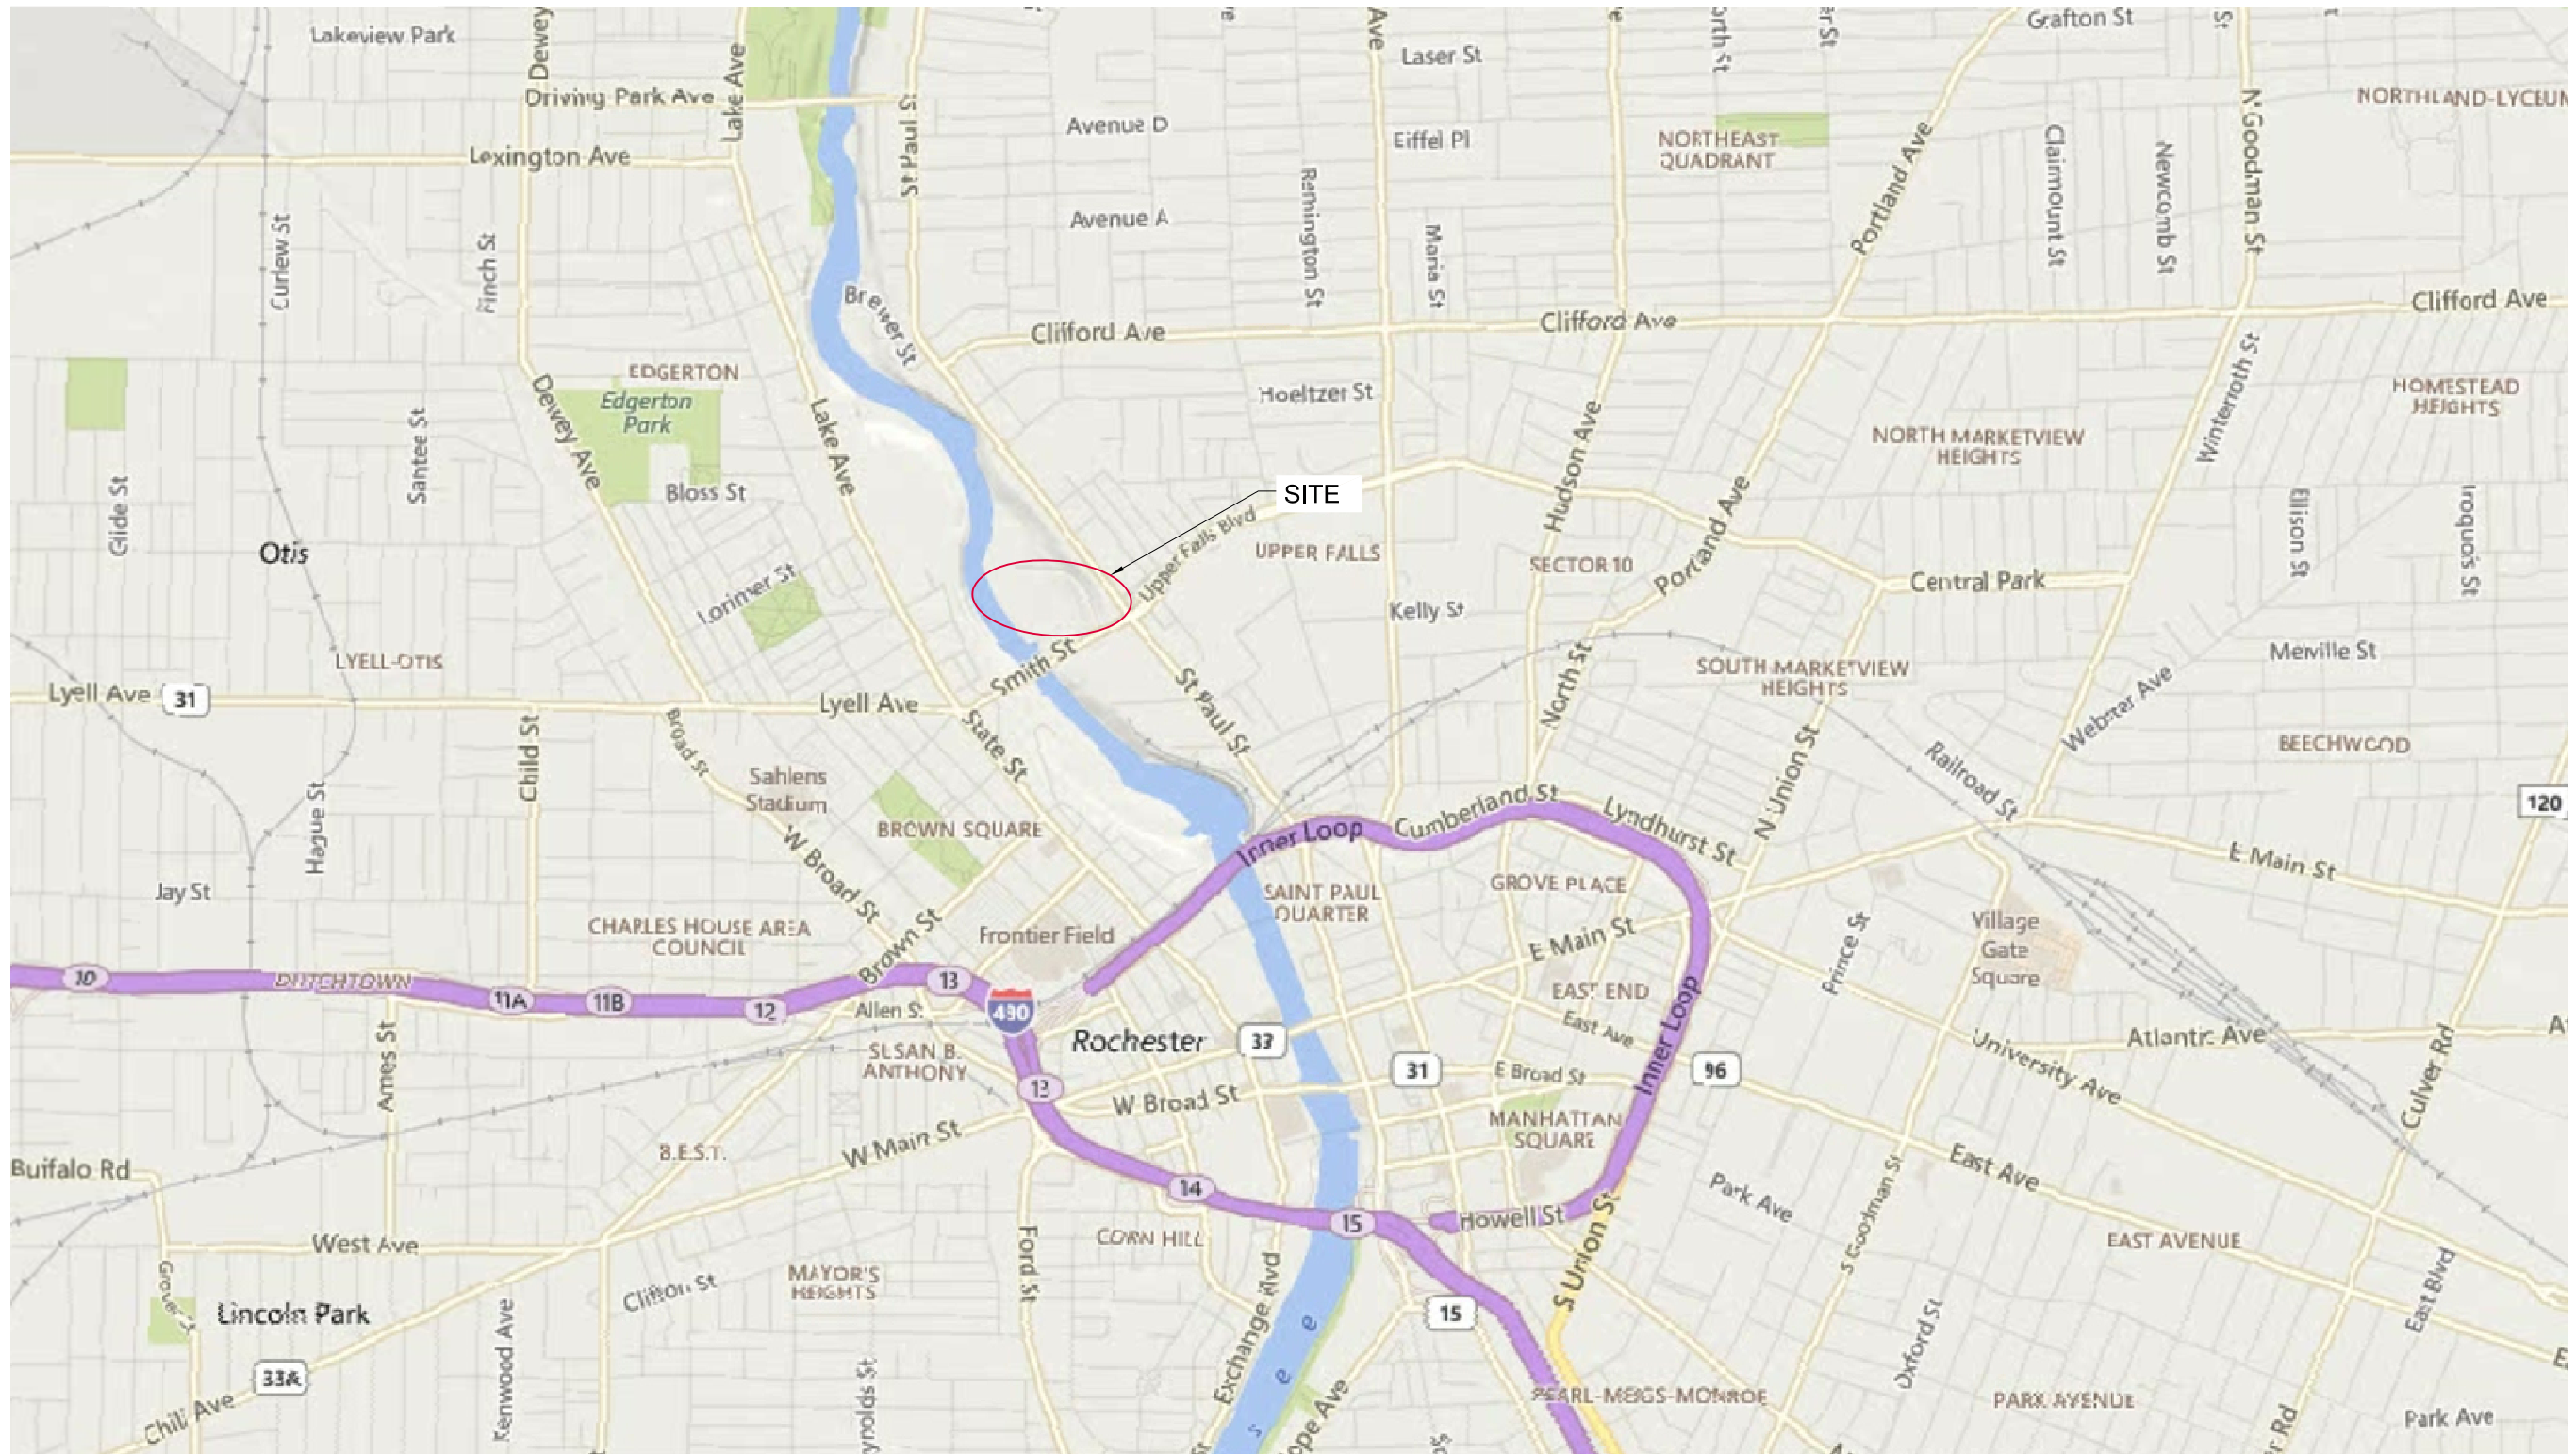 Lakeview Park
Dewey
Lake Ave
St Paul St
Ave
Laser St
Grafton St
St
Driving Park Ave
Lexington Ave
Avenue D
Eiffel Pl
NORTHEAST
QUADRANT
Portland Ave
Clairmount St
Newcomb St
N Goodman St
NORTHLAND-LYCEUM
Curlew St
Finch St
Avenue A
Remington St
Maria St
Brewer St
Clifford Ave
Clifford Ave
Clifford Ave
EDGERTON
Edgerton
Park
Dewey Ave
Lake Ave
Hoeltzer St
Hudson Ave
NORTH MARKETVIEW
HEIGHTS
Winterroth St
HOMESTEAD
HEIGHTS
Glide St
Santee St
Bloss St
SITE
Upper Falls Blvd
UPPER FALLS
Portland Ave
Ellison St
Iroquois St
Otis
Lorimer St
SECTOR 10
Central Park
Kelly St
LYELL-OTIS
Smith St
St Paul St
North St
SOUTH MARKETVIEW
HEIGHTS
Merville St
Lyell Ave
31
Lyell Ave
Broad St
State St
Child St
Hague St
Sahlens
Stadium
BROWN SQUARE
W Broad St
N Union St
Railroad St
Webster Ave
BEECHWOOD
120
Inner Loop
Cumberland St
Lyndhurst St
E Main St
Jay St
CHARLES HOUSE AREA
COUNCIL
Brown St
Frontier Field
SAINT PAUL
QUARTER
GROVE PLACE
E Main St
Prince St
Village
Gate
Square
10
DUTCHTOWN
11A
11B
12
13
Allen St
490
EAST END
East Ave
Inner Loop
Ames St
SUSAN B.
ANTHONY
Rochester
33
31
E Broad St
96
University Ave
Atlantic Ave
Culver Rd
13
W Broad St
MANHATTAN
SQUARE
W Main St
B.E.S.T.
Buffalo Rd
14
15
Howell St
Park Ave
S Goodman St
East Ave
West Ave
Ford St
CORN HILL
S Union St
EAST AVENUE
East Blvd
Lincoln Park
Clifton St
MAYOR'S
HEIGHTS
Exchange Blvd
15
Kenwood Ave
33A
Chili Ave
ynolds St
s e e
ope Ave
PEARL-MEIGS-MONROE
Oxford St
PARK AVENUE
Park Ave